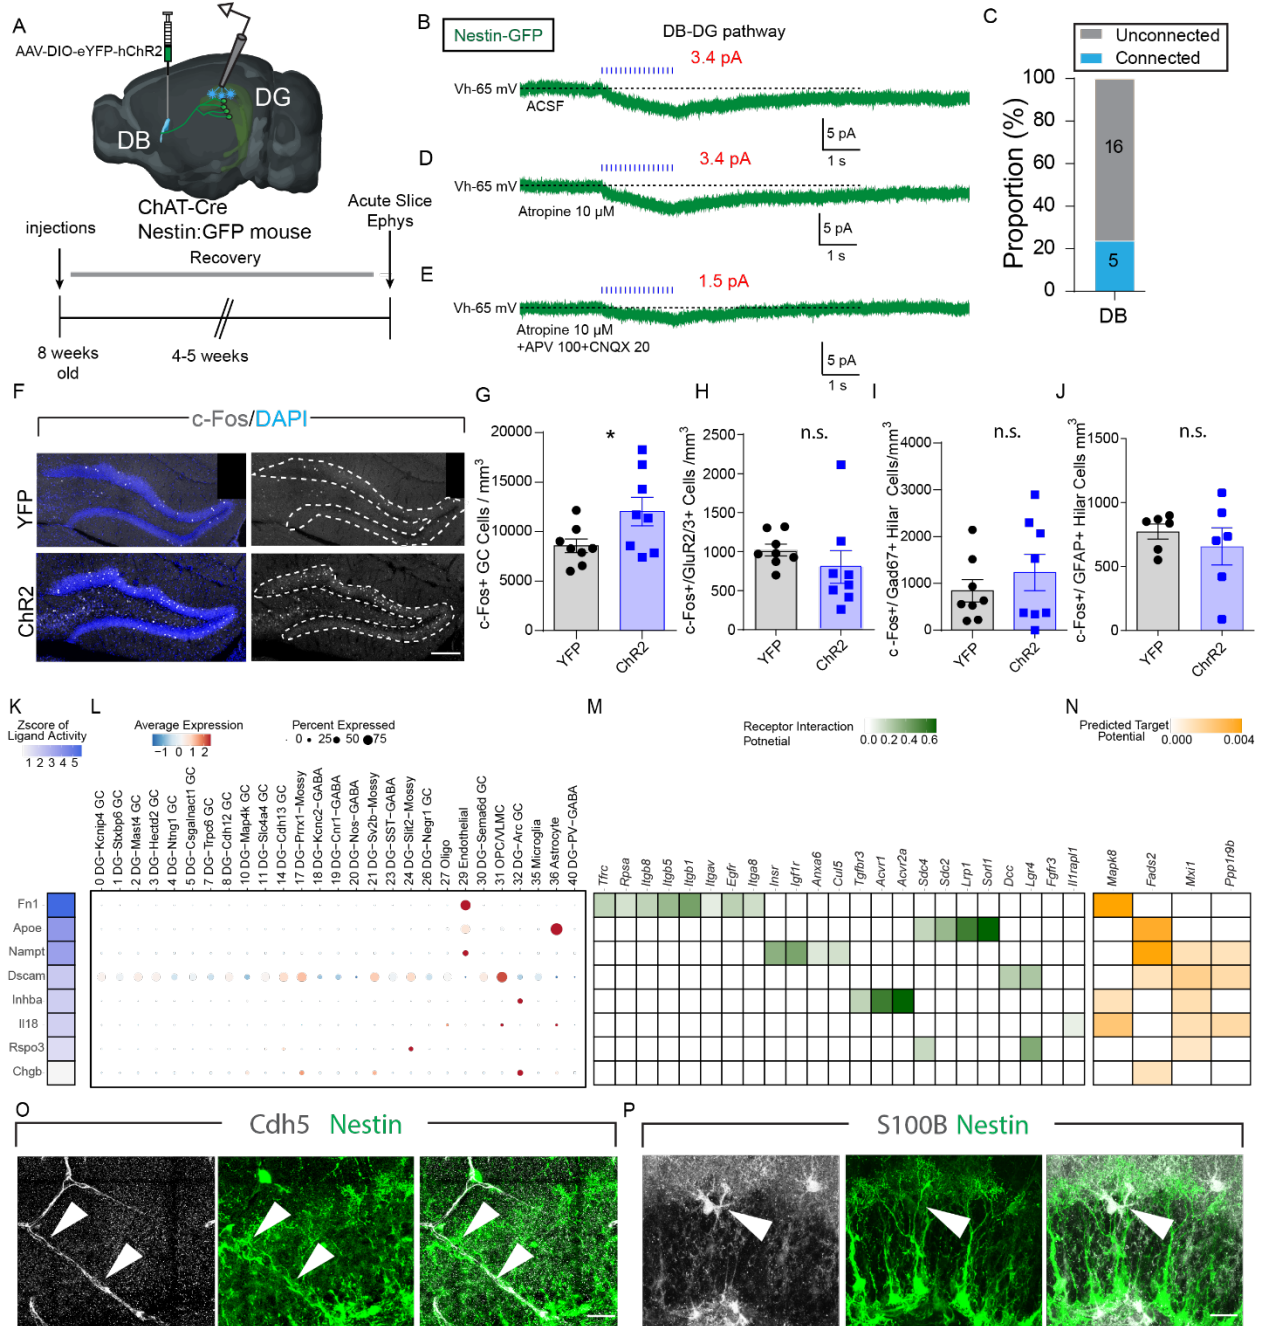 A
AAV-DIO-eYFP-hChR2
DG
DB
ChAT-Cre
Nestin:GFP mouse
injections
Recovery
Acute Slice
Ephys
8 weeks
old
4-5 weeks
B
Nestin-GFP
DB-DG pathway
3.4 pA
Vh-65 mV
ACSF
5 pA
1 s
D
3.4 pA
Vh-65 mV
Atropine 10 µM
5 pA
1 s
E
1.5 pA
Vh-65 mV
Atropine 10 µM
+APV 100+CNQX 20
5 pA
1 s
C
Unconnected
Connected
Proportion (%)
100
80
60
40
20
0
16
5
DB
F
c-Fos/DAPI
YFP
ChR2
G
c-Fos+ GC Cells / mm³
20000
15000
10000
5000
0
*
YFP
ChR2
H
c-Fos+/GluR2/3+ Cells /mm³
2500
2000
1500
1000
500
0
n.s.
YFP
ChR2
I
c-Fos+/ Gad67+ Hilar Cells/mm³
4000
3000
2000
1000
0
n.s.
YFP
ChR2
J
c-Fos+/ GFAP+ Hilar Cells mm³
1500
1000
500
0
n.s.
YFP
ChrR2
K
Zscore of
Ligand Activity
1 2 3 4 5
L
Average Expression
−1 0 1 2
Percent Expressed
0 25 50 75
0 DG−Kcnip4 GC
1 DG−Stxbp6 GC
2 DG−Mast4 GC
3 DG−Hectd2 GC
4 DG−Ntng1 GC
5 DG−Csgalnact1 GC
7 DG−Trpc6 GC
8 DG−Cdh12 GC
10 DG−Map4k GC
11 DG−Slc4a4 GC
14 DG−Cdh13 GC
17 DG−Prrx1−Mossy
18 DG−Kcnc2−GABA
19 DG−Cnr1−GABA
20 DG−Nos−GABA
21 DG−Sv2b−Mossy
23 DG−SST−GABA
24 DG−Slit2−Mossy
26 DG−Negr1 GC
27 Oligo
29 Endothelial
30 DG−Sema6d GC
31 OPC/VLMC
32 DG−Arc GC
35 Microglia
36 Astrocyte
40 DG−PV−GABA
Fn1
Apoe
Nampt
Dscam
Inhba
Il18
Rspo3
Chgb
M
Receptor Interaction
Potnetial
0.0 0.2 0.4 0.6
Tfrc
Rpsa
Itgb8
Itgb5
Itgb1
Itgav
Egfr
Itga8
Insr
Igf1r
Anxa6
Cul5
Tgfbr3
Acvr1
Acvr2a
Sdc4
Sdc2
Lrp1
Sorl1
Dcc
Lgr4
Fgfr3
Il1rapl1
N
Predicted Target
Potential
0.000 0.004
Mapk8
Fads2
Mxi1
Ppp1r9b
O
Cdh5 Nestin
P
S100B Nestin